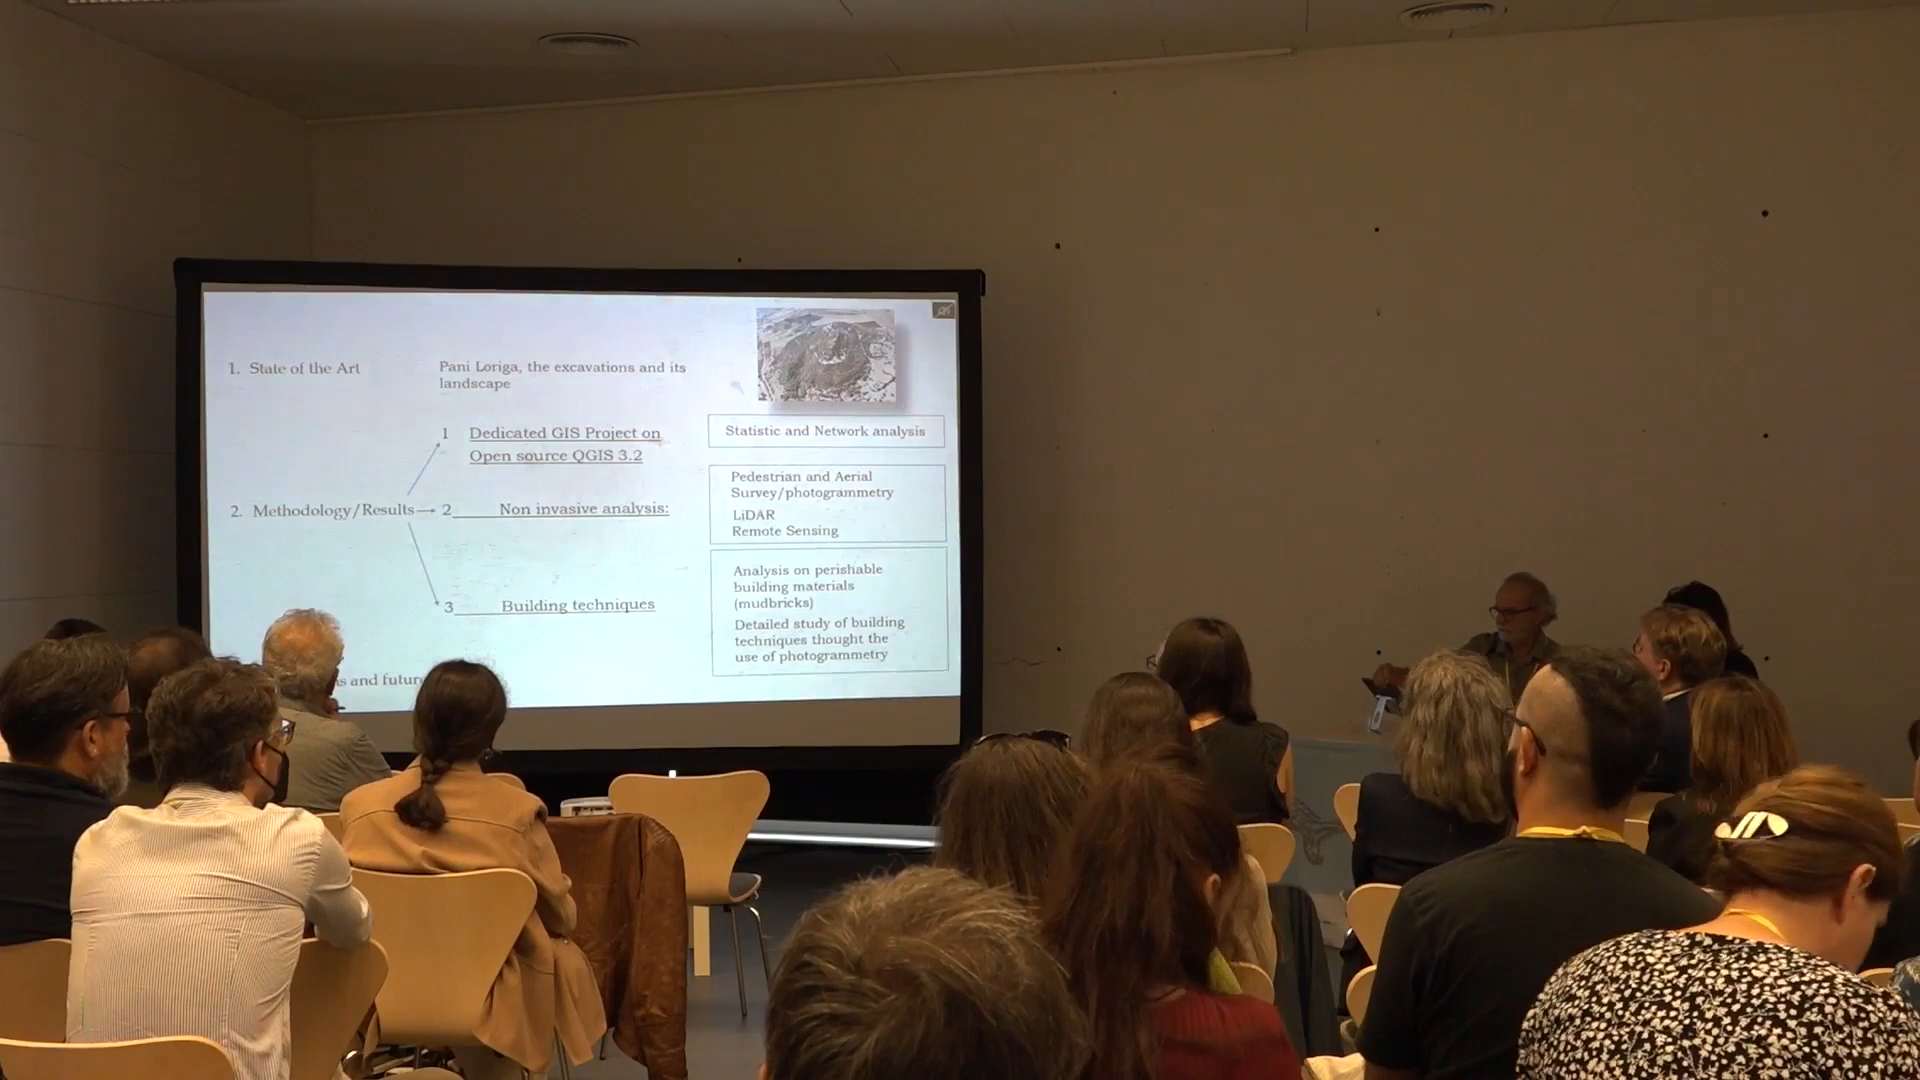 1. State of the Art
Pani Loriga, the excavations and its
landscape
1 Dedicated GIS Project on
Open source QGIS 3.2
Statistic and Network analysis
2. Methodology/Results
2 Non invasive analysis:
Pedestrian and Aerial
Survey/photogrammetry
LiDAR
Remote Sensing
3 Building techniques
Analysis on perishable
building materials
(mudbricks)
Detailed study of building
techniques thought the
use of photogrammetry
and future